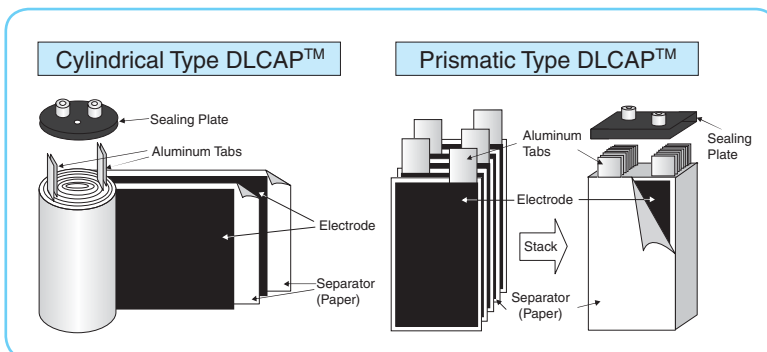 Cylindrical Type DLCAP™
Sealing Plate
Aluminum Tabs
Electrode
Separator
(Paper)
Prismatic Type DLCAP™
Aluminum
Tabs
Sealing
Plate
Electrode
Stack
Separator
(Paper)